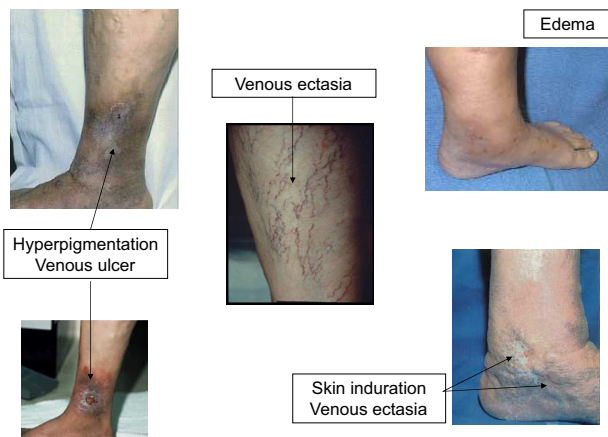 Edema
Venous ectasia
Hyperpigmentation
Venous ulcer
Skin induration
Venous ectasia